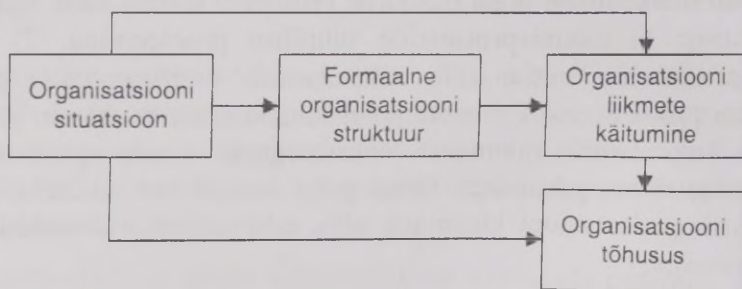 Organisatsiooni
situatsioon
Formaalne
organisatsiooni
struktuur
Organisatsiooni
liikmete
käitumine
Organisatsiooni
tõhusus